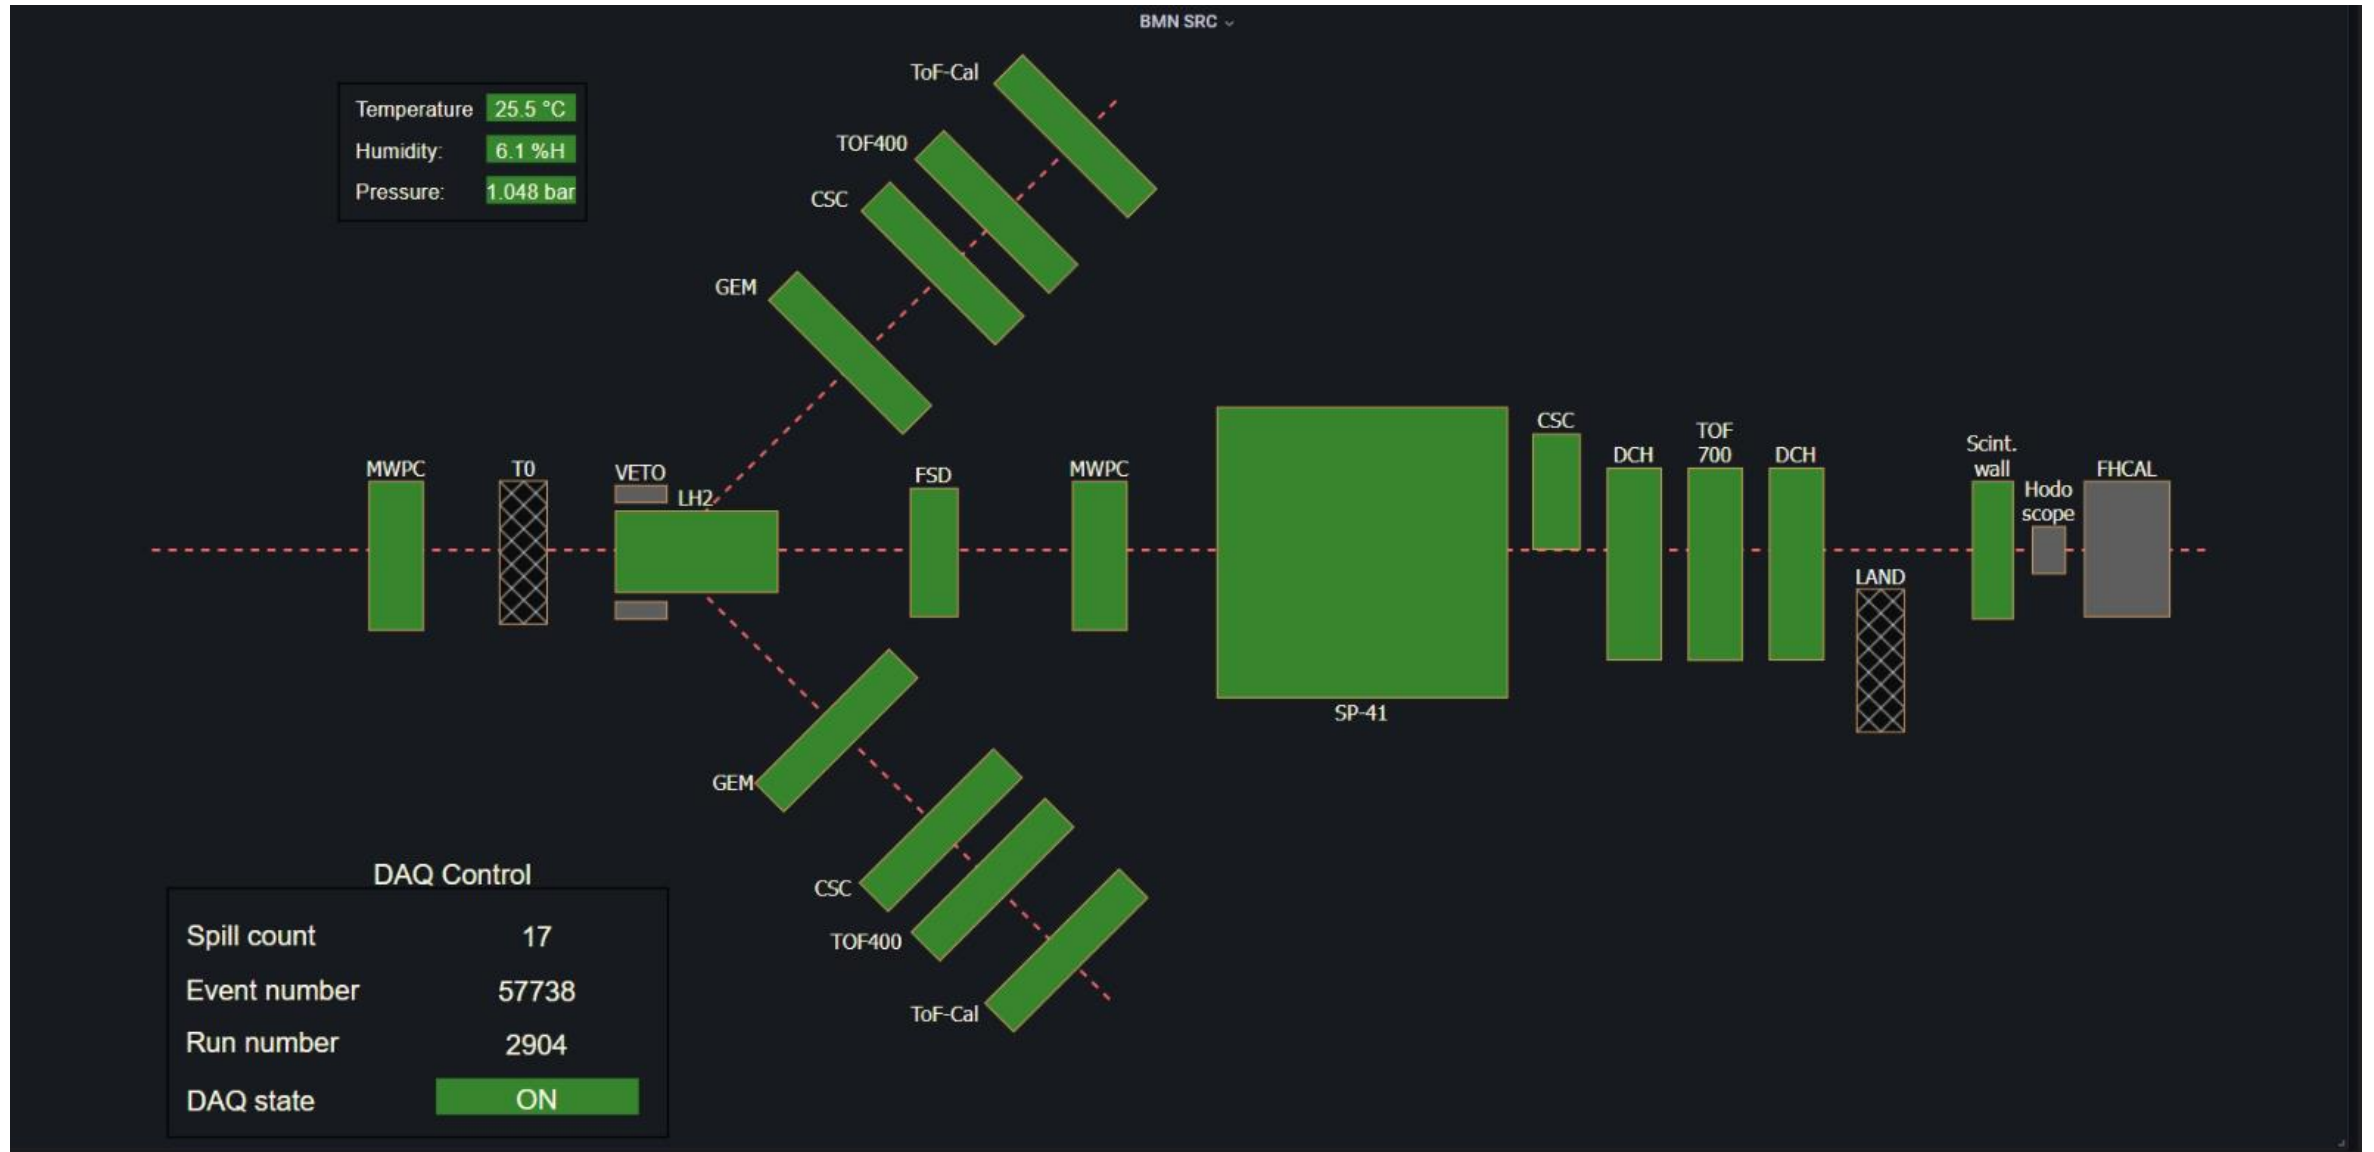 BMN SRC
ToF-Cal
Temperature 25.5 °C
TOF400
Humidity: 6.1 %H
Pressure: 1.048 bar
CSC
GEM
CSC
TOF
700
DCH
DCH
Scint.
wall
MWPC
T0
VETO
LH2
FSD
MWPC
FHCAL
Hodo
scope
LAND
SP-41
GEM
CSC
TOF400
ToF-Cal
DAQ Control
Spill count 17
Event number 57738
Run number 2904
DAQ state ON